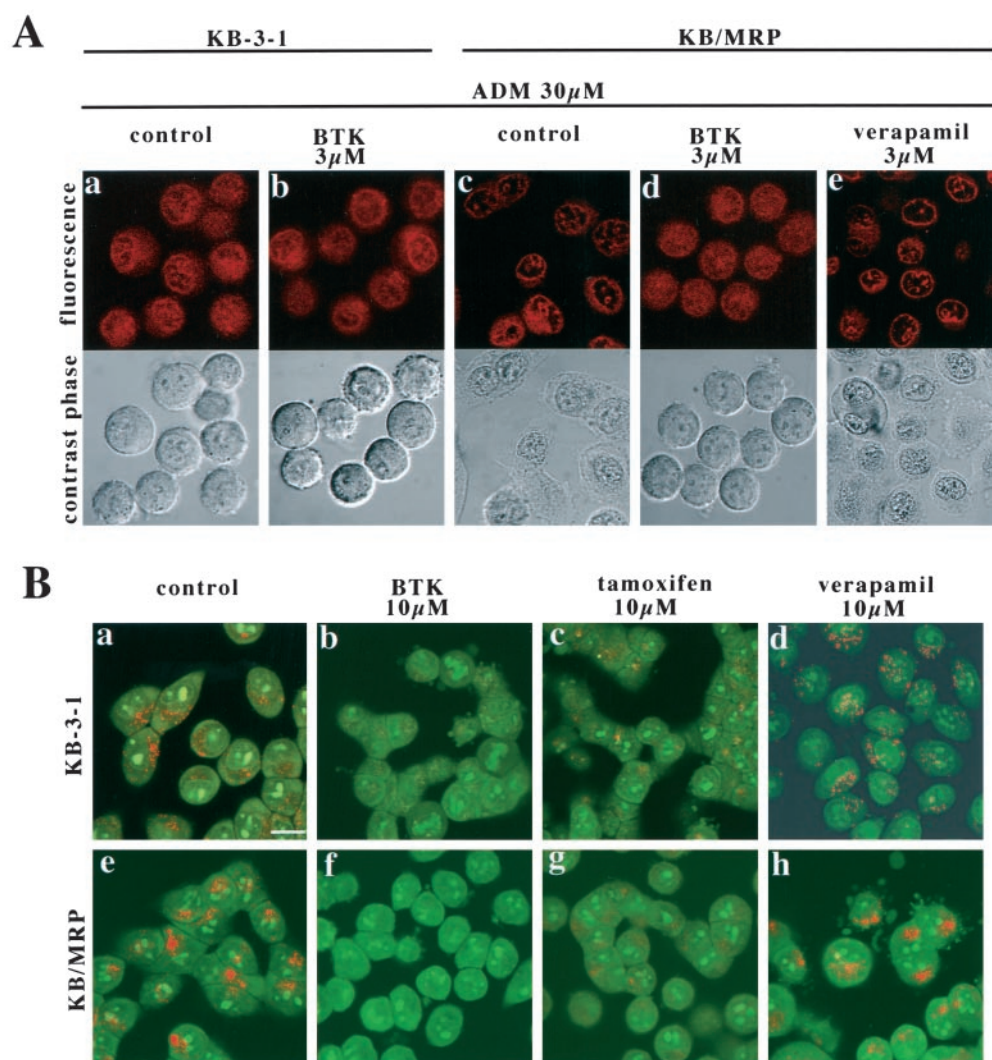 A
KB-3-1 KB/MRP
ADM 30μM
control BTK 3μM control BTK 3μM verapamil 3μM
fluorescence
a b c d e
contrast phase
B
control BTK 10μM tamoxifen 10μM verapamil 10μM
KB-3-1
a b c d
KB/MRP
e f g h